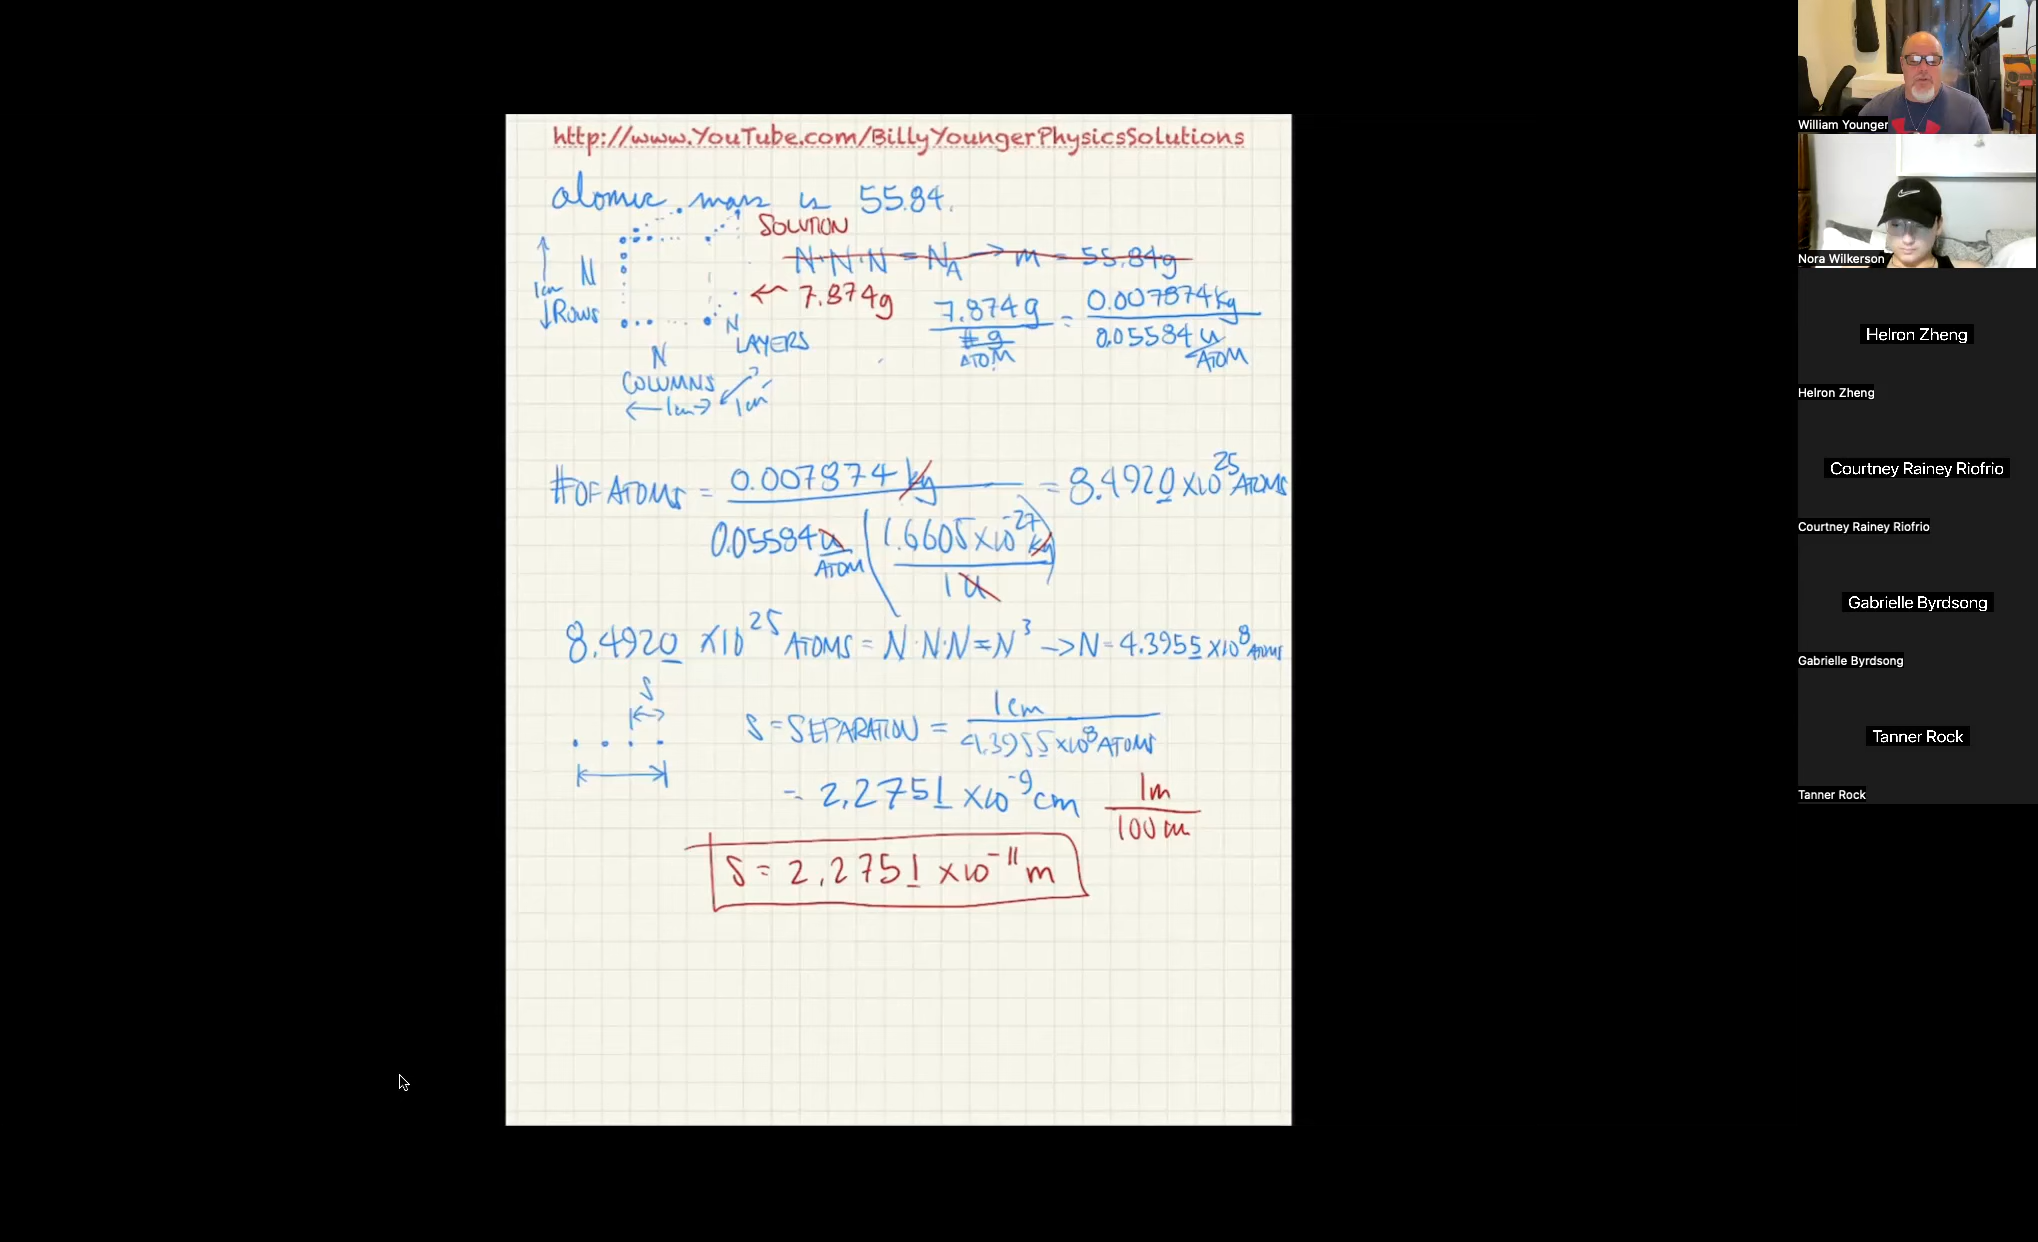 http://www.YouTube.com/BillyYoungerPhysicsSolutions
atomic mass is 55.84.
SOLUTION
N·N·N = N_A → m = 55.84g
← 7.874g
7.874g / (# g / ATOM) = 0.007874kg / (0.05584 u / ATOM)
1cm
N
ROWS
N
LAYERS
N
COLUMNS
1cm
1cm
# OF ATOMS = 0.007874 kg / (0.05584 u / ATOM (1.6605 x10^-27 kg / 1 u)) = 8.4920 x10^25 ATOMS
8.4920 x10^25 ATOMS = N·N·N = N^3 → N = 4.3955 x10^8 ATOMS
S
S = SEPARATION = 1cm / 4.3955 x10^8 ATOMS
= 2.2751 x10^-9 cm 1m / 100cm
S = 2.2751 x10^-11 m
William Younger
Nora Wilkerson
Helron Zheng
Helron Zheng
Courtney Rainey Riofrio
Courtney Rainey Riofrio
Gabrielle Byrdsong
Gabrielle Byrdsong
Tanner Rock
Tanner Rock